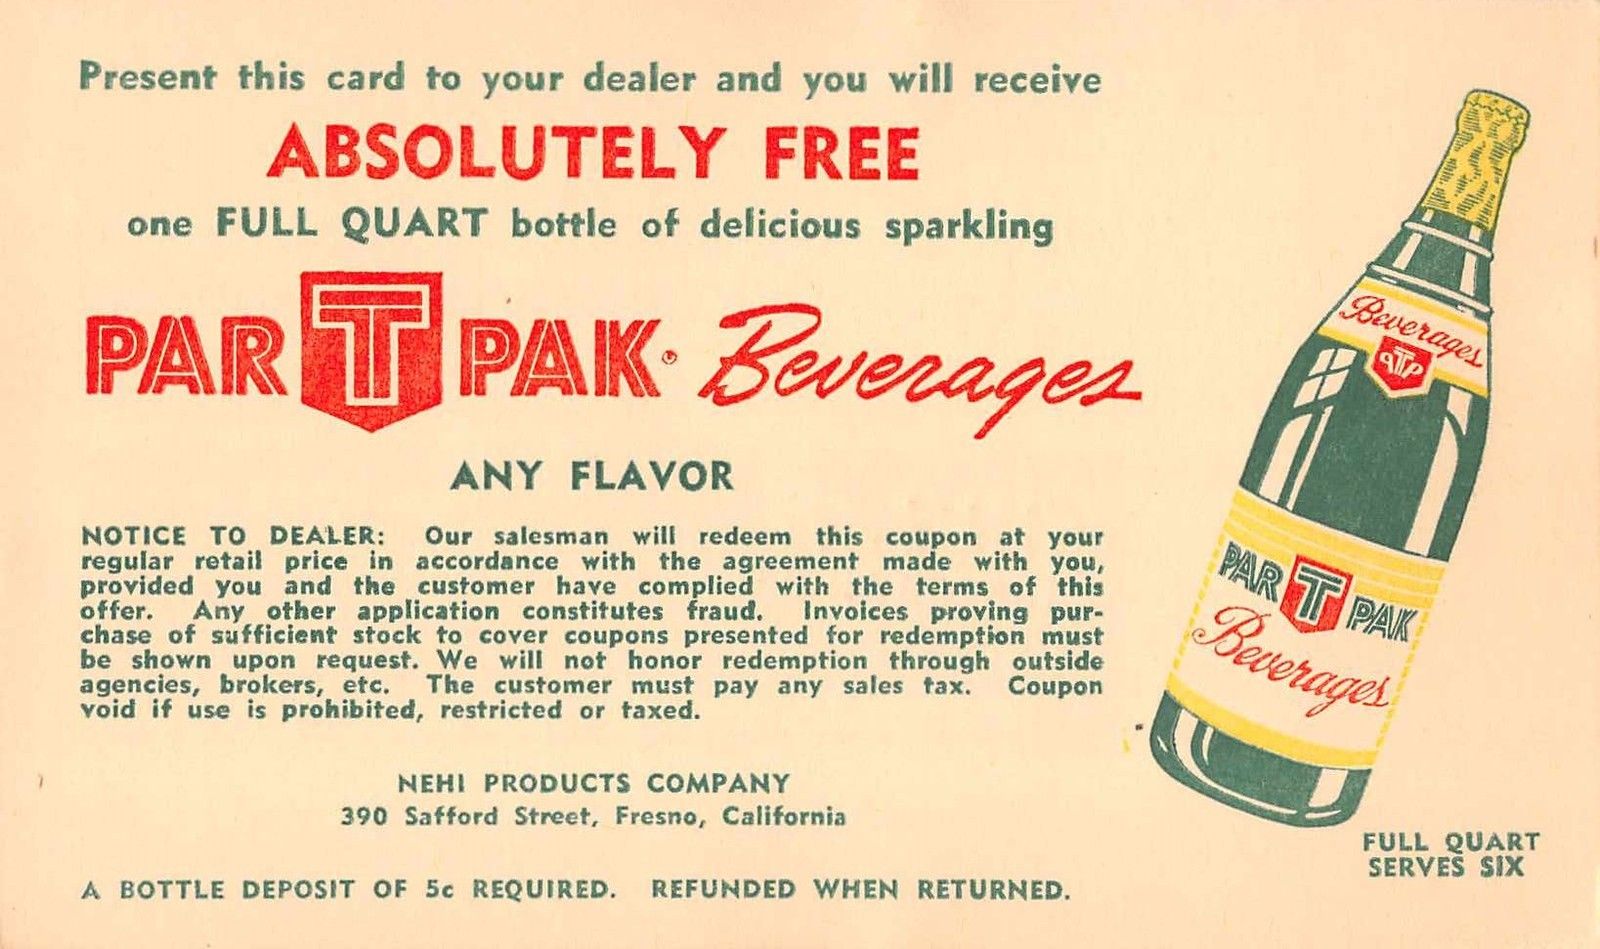 Present this card to your dealer and you will receive
ABSOLUTELY FREE
one FULL QUART bottle of delicious sparkling
PAR T PAK · Beverages
ANY FLAVOR
NOTICE TO DEALER: Our salesman will redeem this coupon at your
regular retail price in accordance with the agreement made with you,
provided you and the customer have complied with the terms of this
offer. Any other application constitutes fraud. Invoices proving pur-
chase of sufficient stock to cover coupons presented for redemption must
be shown upon request. We will not honor redemption through outside
agencies, brokers, etc. The customer must pay any sales tax. Coupon
void if use is prohibited, restricted or taxed.
NEHI PRODUCTS COMPANY
390 Safford Street, Fresno, California
A BOTTLE DEPOSIT OF 5c REQUIRED. REFUNDED WHEN RETURNED.
Beverages
PTP
PAR T PAK
Beverages
FULL QUART
SERVES SIX